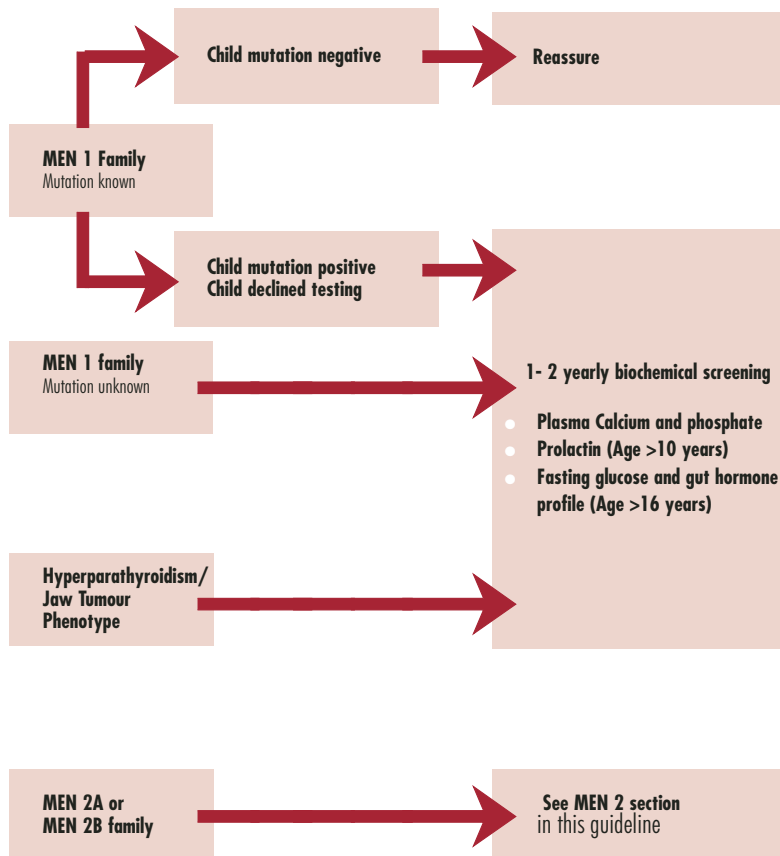 Child mutation negative
Reassure
MEN 1 Family
Mutation known
Child mutation positive
Child declined testing
MEN 1 family
Mutation unknown
1- 2 yearly biochemical screening
Plasma Calcium and phosphate
Prolactin (Age >10 years)
Fasting glucose and gut hormone
profile (Age >16 years)
Hyperparathyroidism/
Jaw Tumour
Phenotype
MEN 2A or
MEN 2B family
See MEN 2 section
in this guideline